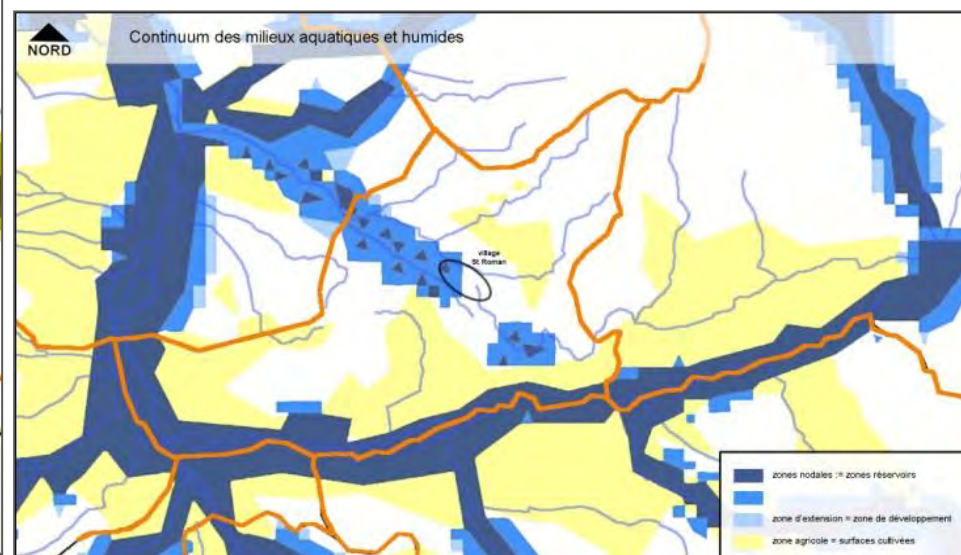 Continuum des milieux aquatiques et humides
NORD
village
St Roman
zones nodales := zones réservoirs
zone d'extension = zone de développement
zone agricole = surfaces cultivées